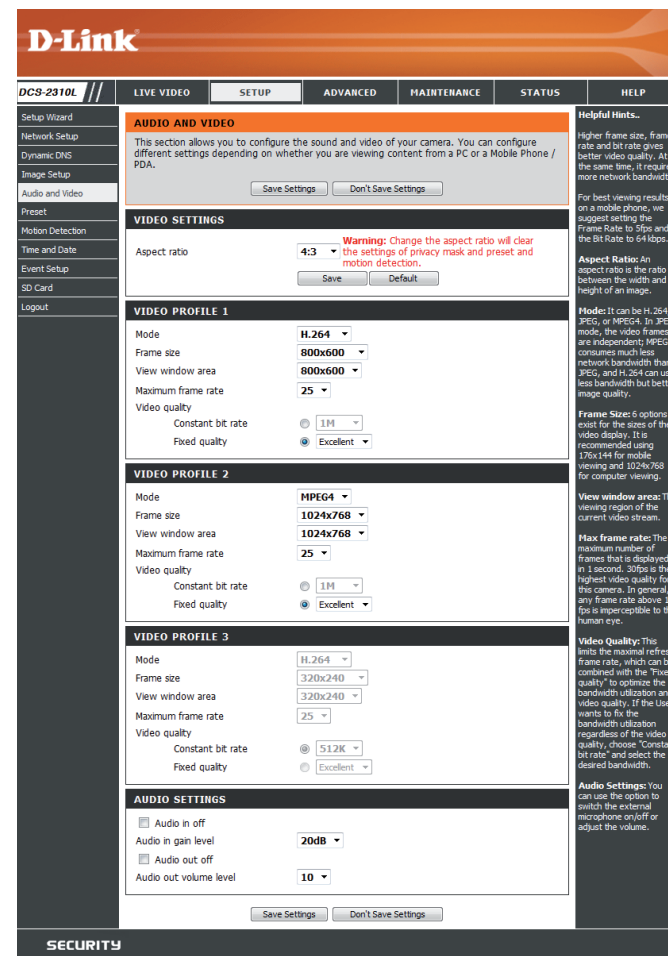 D-Link
DCS-2310L // LIVE VIDEO SETUP ADVANCED MAINTENANCE STATUS HELP
Setup Wizard
Network Setup
Dynamic DNS
Image Setup
Audio and Video
Preset
Motion Detection
Time and Date
Event Setup
SD Card
Logout
AUDIO AND VIDEO
This section allows you to configure the sound and video of your camera. You can configure
different settings depending on whether you are viewing content from a PC or a Mobile Phone /
PDA.
Save Settings Don't Save Settings
VIDEO SETTINGS
Aspect ratio 4:3 Warning: Change the aspect ratio will clear
the settings of privacy mask and preset and
motion detection.
Save Default
VIDEO PROFILE 1
Mode H.264
Frame size 800x600
View window area 800x600
Maximum frame rate 25
Video quality
Constant bit rate 1M
Fixed quality Excellent
VIDEO PROFILE 2
Mode MPEG4
Frame size 1024x768
View window area 1024x768
Maximum frame rate 25
Video quality
Constant bit rate 1M
Fixed quality Excellent
VIDEO PROFILE 3
Mode H.264
Frame size 320x240
View window area 320x240
Maximum frame rate 25
Video quality
Constant bit rate 512K
Fixed quality Excellent
AUDIO SETTINGS
Audio in off
Audio in gain level 20dB
Audio out off
Audio out volume level 10
Save Settings Don't Save Settings
Helpful Hints..
Higher frame size, frame
rate and bit rate gives
better video quality. At
the same time, it require
more network bandwidt
For best viewing results
on a mobile phone, we
suggest setting the
Frame Rate to 5fps and
the Bit Rate to 64 kbps.
Aspect Ratio: An
aspect ratio is the ratio
between the width and
height of an image.
Mode: It can be H.264,
JPEG, or MPEG4. In JPE
mode, the video frames
are independent; MPEG
consumes much less
network bandwidth than
JPEG, and H.264 can us
less bandwidth but bett
image quality.
Frame Size: 6 options
exist for the sizes of the
video display. It is
recommended using
176x144 for mobile
viewing and 1024x768
for computer viewing.
View window area: T
viewing region of the
current video stream.
Max frame rate: The
maximum number of
frames that is displayed
in 1 second. 30fps is the
highest video quality fo
this camera. In general,
any frame rate above 1
fps is imperceptible to t
human eye.
Video Quality: This
limits the maximal refres
frame rate, which can b
combined with the "Fixe
quality" to optimize the
bandwidth utilization an
video quality. If the Use
wants to fix the
bandwidth utilization
regardless of the video
quality, choose "Consta
bit rate" and select the
desired bandwidth.
Audio Settings: You
can use the option to
switch the external
microphone on/off or
adjust the volume.
SECURITY